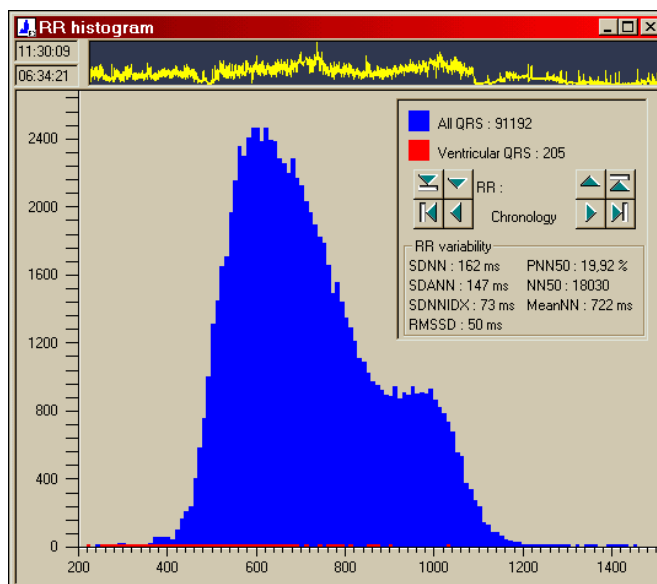 RR histogram
11:30:09
06:34:21
2400
2000
1600
1200
800
400
0
200
400
600
800
1000
1200
1400
All QRS : 91192
Ventricular QRS : 205
RR :
Chronology
RR variability
SDNN : 162 ms PNN50 : 19,92 %
SDANN : 147 ms NN50 : 18030
SDNNIDX : 73 ms MeanNN : 722 ms
RMSSD : 50 ms